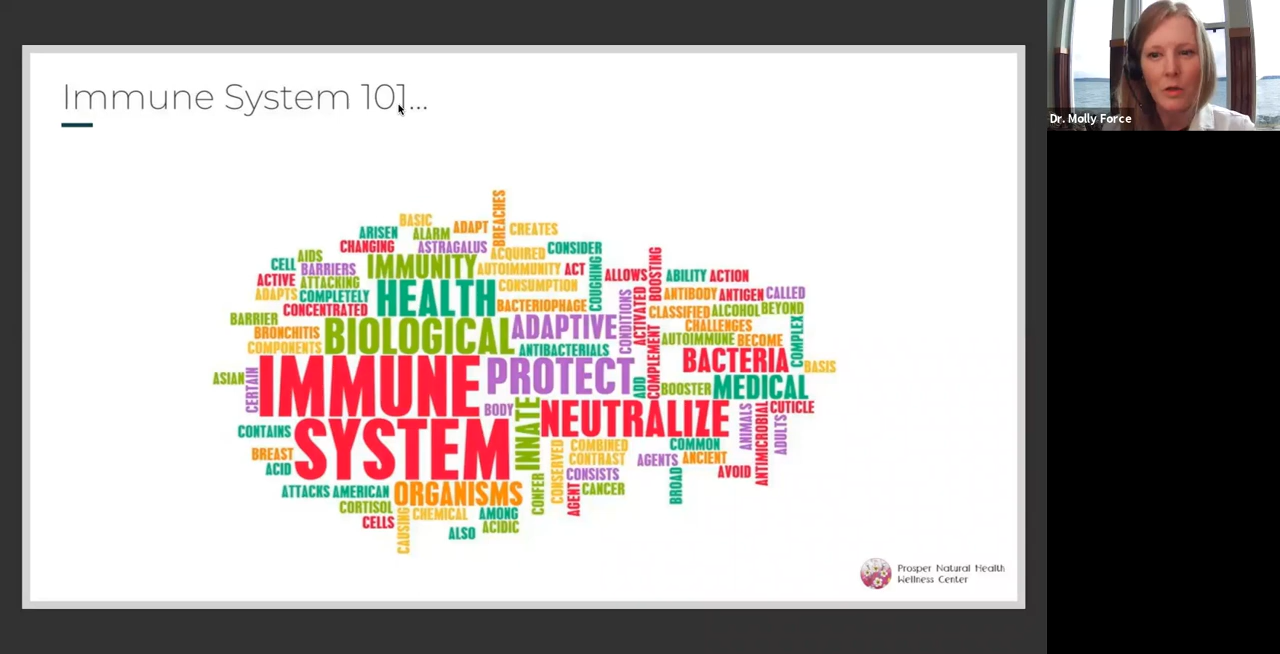 Immune System 101...
Dr. Molly Force
BREACHES
BASIC
ADAPT
CREATES
ARISEN
ALARM
CHANGING
ASTRAGALUS
ACQUIRED
CONSIDER
AIDS
CELL
BARRIERS
IMMUNITY
AUTOIMMUNITY
ACT
COUGHING
ALLOWS
BOOSTING
ABILITY
ACTION
ACTIVE
ATTACKING
HEALTH
CONSUMPTION
ADAPTS
COMPLETELY
CONCENTRATED
BACTERIOPHAGE
CONDITIONS
ACTIVATED
ANTIBODY
ANTIGEN
CALLED
CLASSIFIED
ALCOHOL
BEYOND
BARRIER
BIOLOGICAL
ADAPTIVE
CHALLENGES
BRONCHITIS
COMPONENTS
ANTIBACTERIALS
COMPLEMENT
AUTOIMMUNE
BECOME
COMPLEX
BACTERIA
BASIS
ASIAN
CERTAIN
IMMUNE
PROTECT
ADD
BOOSTER
MEDICAL
BODY
INNATE
NEUTRALIZE
ANIMALS
ANTIMICROBIAL
CUTICLE
ADULTS
CONTAINS
SYSTEM
CONSERVED
COMBINED
COMMON
BREAST
CONTRAST
AGENTS
ANCIENT
ACID
CONFER
CONSISTS
BROAD
AVOID
ATTACKS
AMERICAN
ORGANISMS
AGENT
CANCER
CORTISOL
CAUSING
CHEMICAL
AMONG
CELLS
ALSO
ACIDIC
Prosper Natural Health
Wellness Center